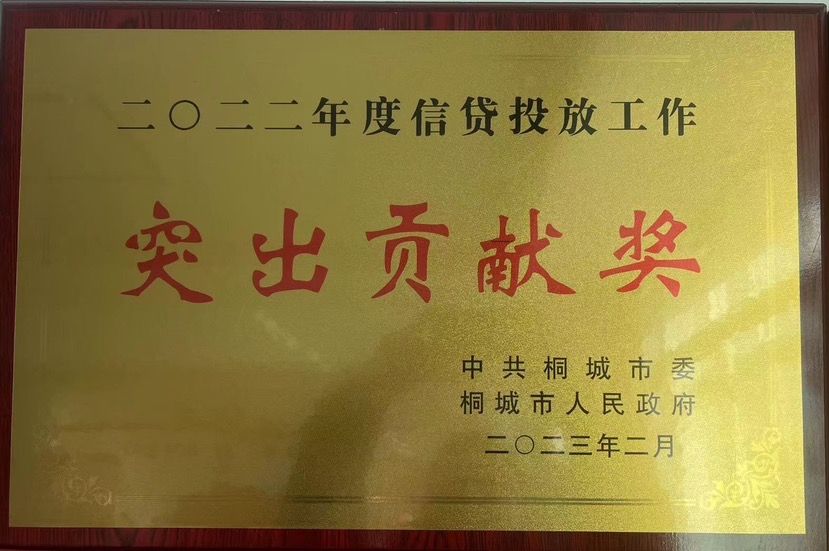 二〇二二年度信贷投放工作
突出贡献奖
中共桐城市委
桐城市人民政府
二〇二三年二月